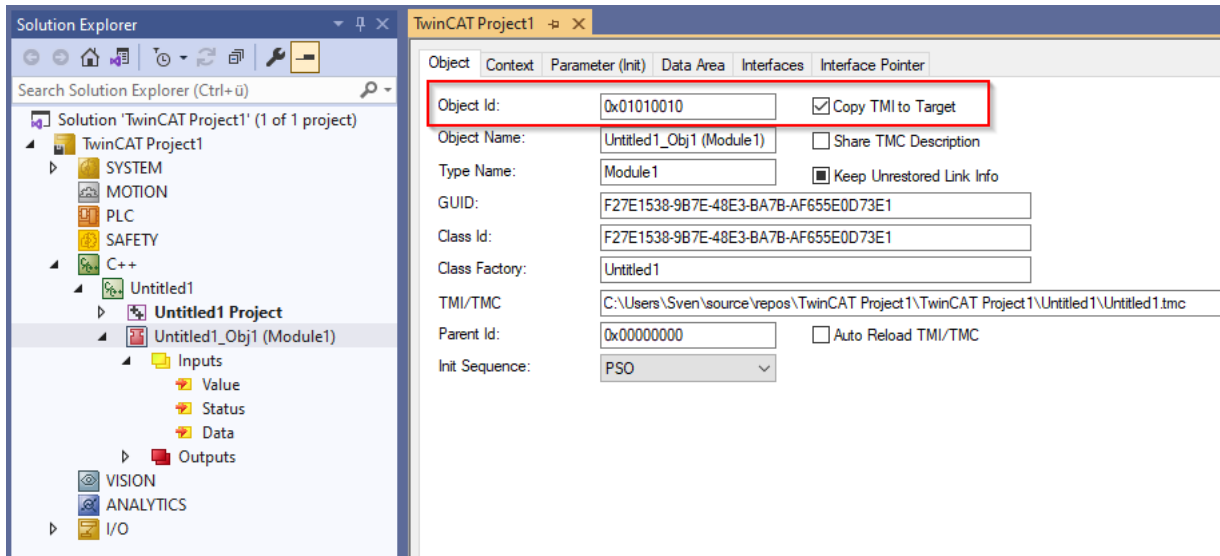 Solution Explorer
Search Solution Explorer (Ctrl+ü)
Solution 'TwinCAT Project1' (1 of 1 project)
TwinCAT Project1
SYSTEM
MOTION
PLC
SAFETY
C++
Untitled1
Untitled1 Project
Untitled1_Obj1 (Module1)
Inputs
Value
Status
Data
Outputs
VISION
ANALYTICS
I/O
TwinCAT Project1
Object Context Parameter (Init) Data Area Interfaces Interface Pointer
Object Id: 0x01010010 Copy TMI to Target
Object Name: Untitled1_Obj1 (Module1) Share TMC Description
Type Name: Module1 Keep Unrestored Link Info
GUID: F27E1538-9B7E-48E3-BA7B-AF655E0D73E1
Class Id: F27E1538-9B7E-48E3-BA7B-AF655E0D73E1
Class Factory: Untitled1
TMI/TMC C:\Users\Sven\source\repos\TwinCAT Project1\TwinCAT Project1\Untitled1\Untitled1.tmc
Parent Id: 0x00000000 Auto Reload TMI/TMC
Init Sequence: PSO